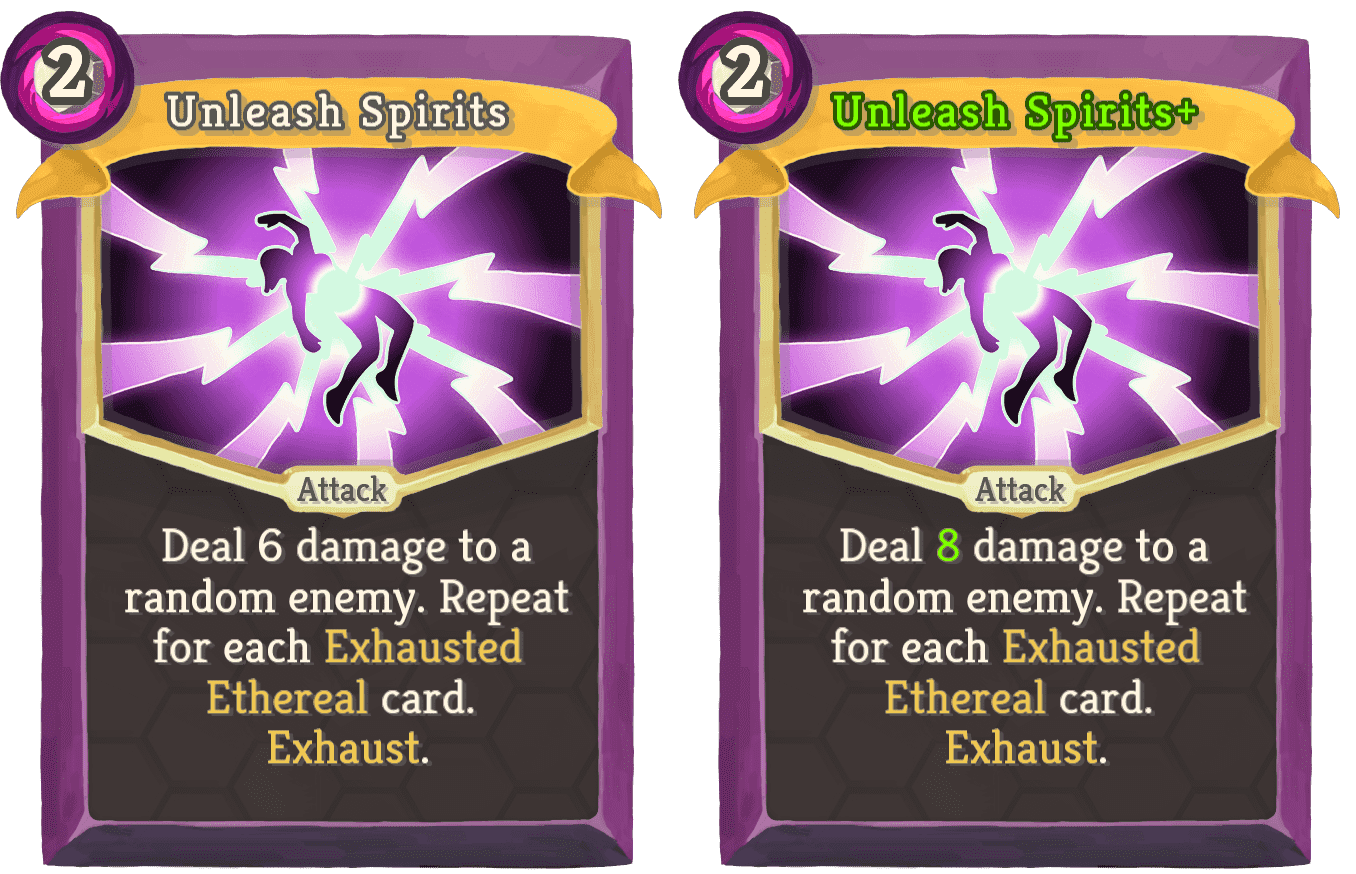 2
Unleash Spirits
Attack
Deal 6 damage to a
random enemy. Repeat
for each Exhausted
Ethereal card.
Exhaust.
2
Unleash Spirits+
Attack
Deal 8 damage to a
random enemy. Repeat
for each Exhausted
Ethereal card.
Exhaust.